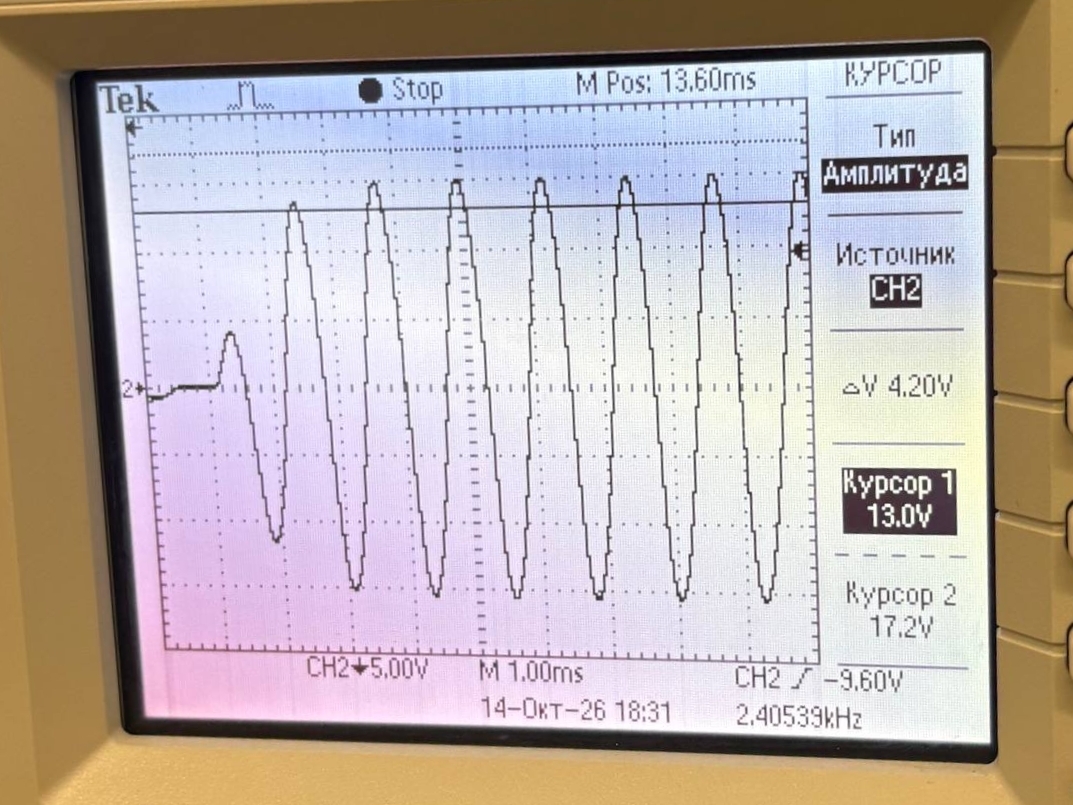 Tek
Stop
M Pos: 13.60ms
КУРСОР
Тип
Амплитуда
Источник
CH2
△V 4.20V
2
Курсор 1
13.0V
Курсор 2
17.2V
CH2 5.00V
M 1.00ms
CH2 -9.60V
14-Окт-26 18:31
2.40539kHz